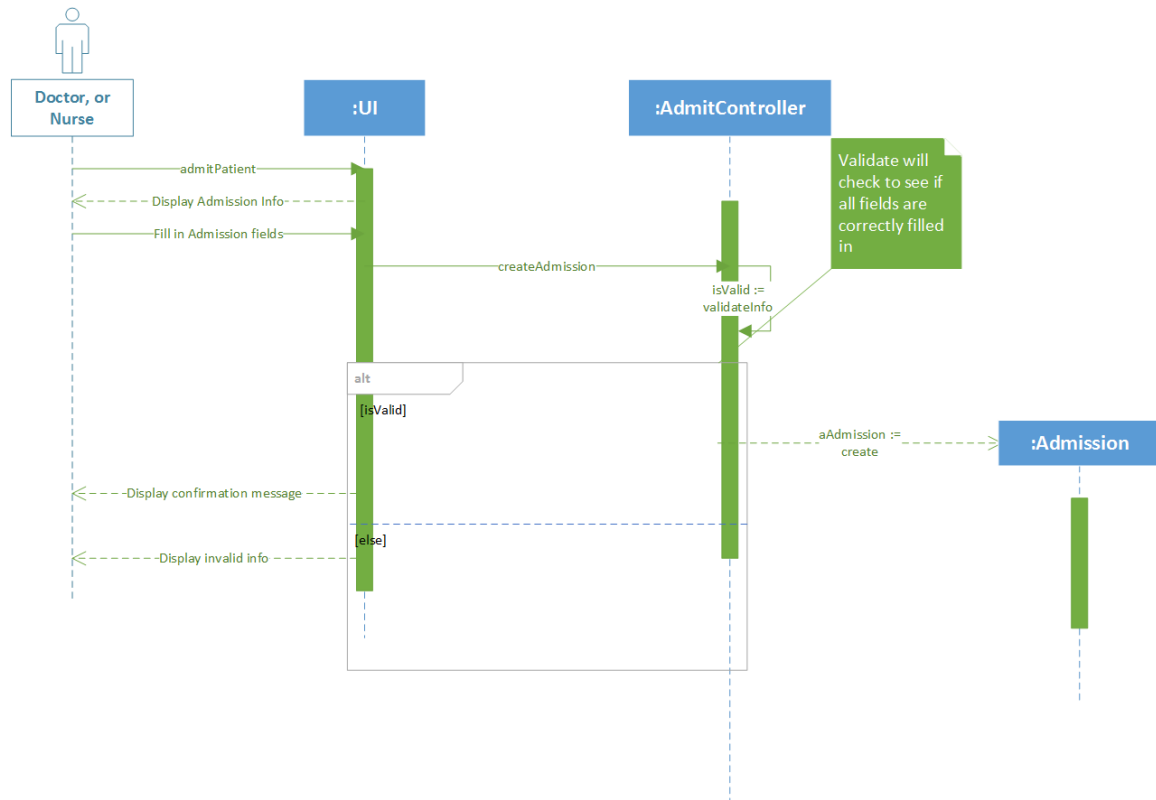 Doctor, or
Nurse
:UI
:AdmitController
Validate will
check to see if
all fields are
correctly filled
in
admitPatient
Display Admission Info
Fill in Admission fields
createAdmission
isValid :=
validateInfo
alt
[isValid]
aAdmission :=
create
:Admission
Display confirmation message
[else]
Display invalid info